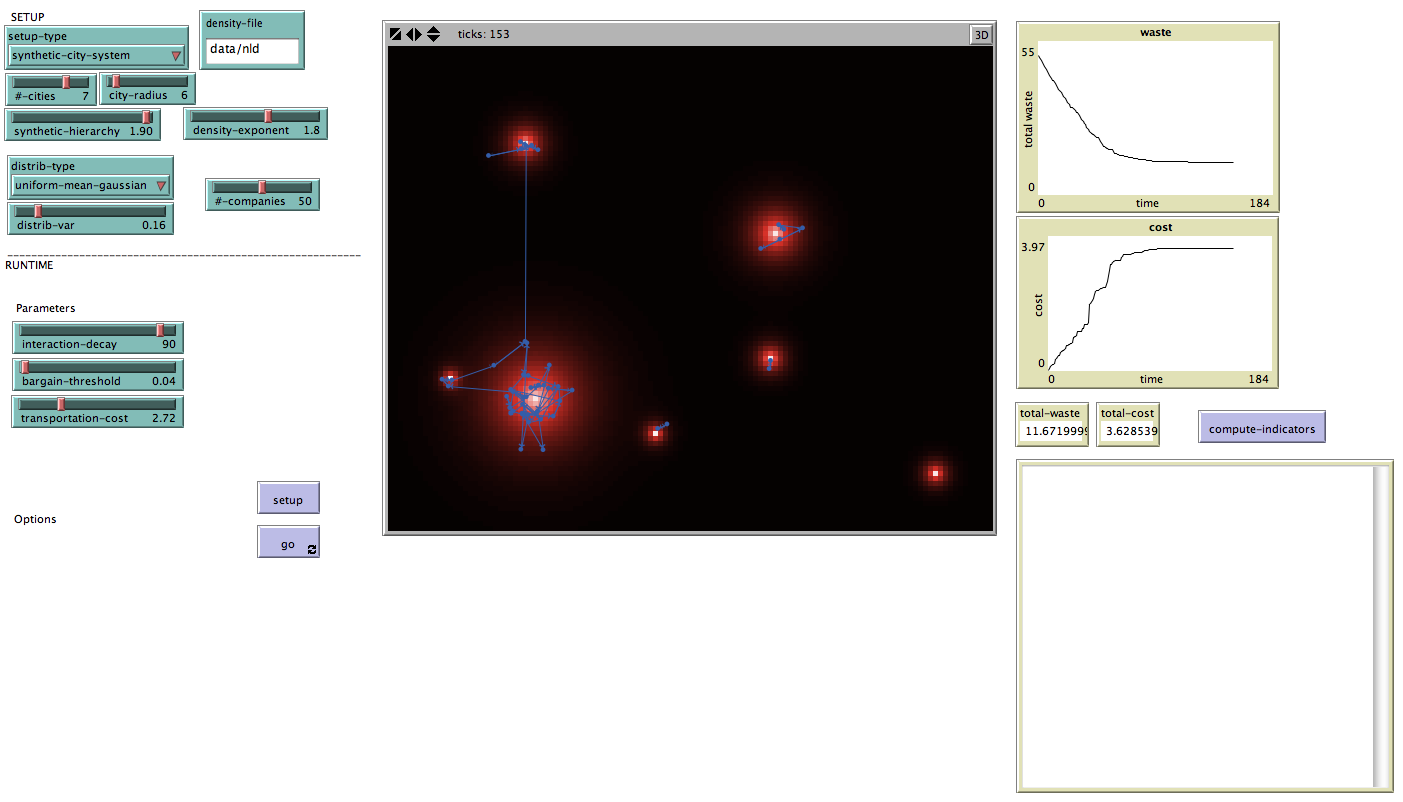 SETUP
setup-type
synthetic-city-system
density-file
data/nld
#-cities 7
city-radius 6
synthetic-hierarchy 1.90
density-exponent 1.8
distrib-type
uniform-mean-gaussian
distrib-var 0.16
#-companies 50
RUNTIME
Parameters
interaction-decay 90
bargain-threshold 0.04
transportation-cost 2.72
setup
Options
go
ticks: 153
3D
waste
55
total waste
0
0 time 184
cost
3.97
cost
0
0 time 184
total-waste
11.6719999
total-cost
3.628539
compute-indicators